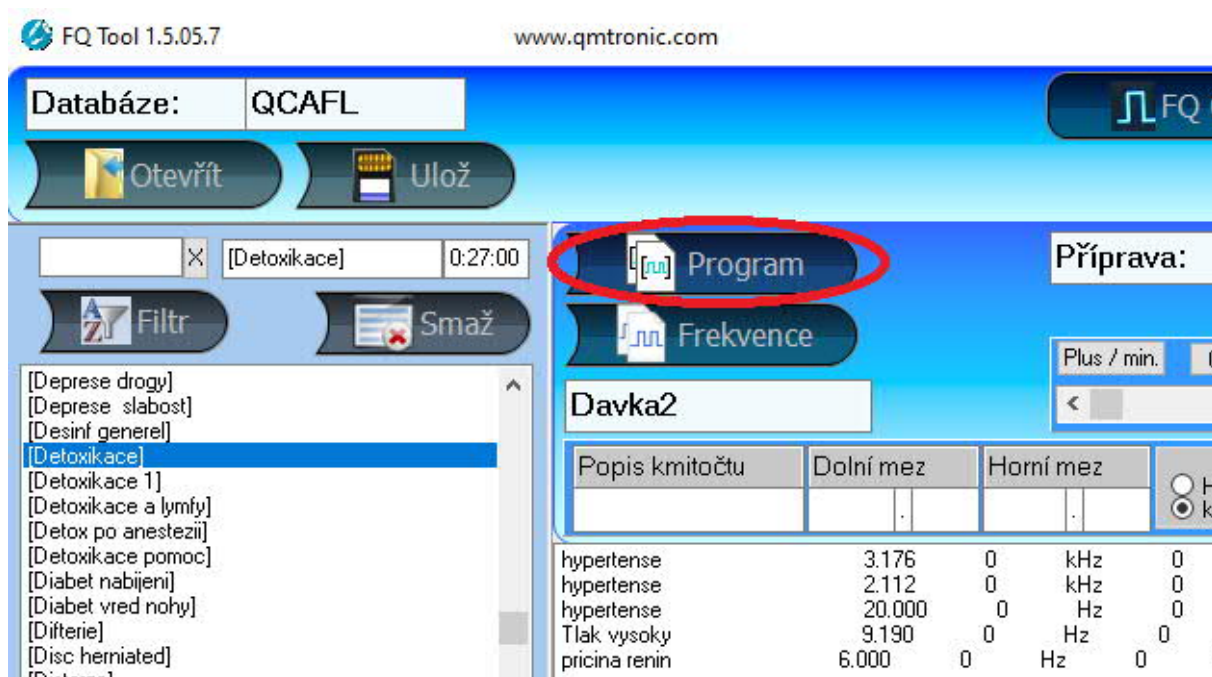 FQ Tool 1.5.05.7 www.qmtronic.com
Databáze: QCAFL
FQ
Otevřít Ulož
X [Detoxikace] 0:27:00
Program
Příprava:
Filtr Smaž
Frekvence
Plus / min.
Davka2
[Deprese drogy]
[Deprese slabost]
[Desinf generel]
[Detoxikace]
[Detoxikace 1]
[Detoxikace a lymfy]
[Detox po anestezii]
[Detoxikace pomoc]
[Diabet nabijeni]
[Diabet vred nohy]
[Difterie]
[Disc herniated]
Popis kmitočtu Dolní mez Horní mez
. .
H
k
hypertense 3.176 0 kHz 0
hypertense 2.112 0 kHz 0
hypertense 20.000 0 Hz 0
Tlak vysoky 9.190 0 Hz 0
pricina renin 6.000 0 Hz 0